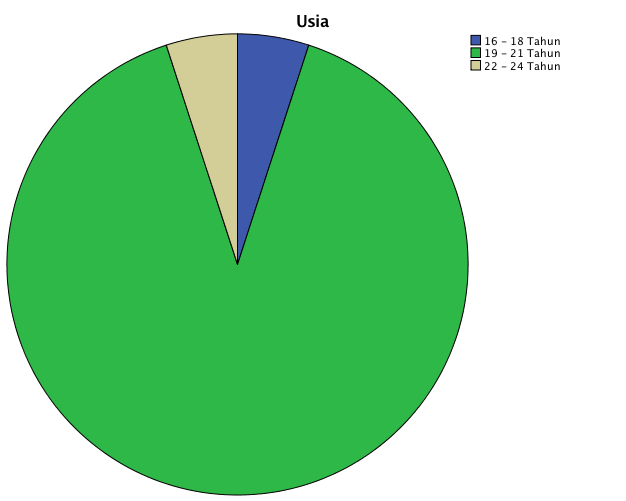 Usia
16 – 18 Tahun
19 – 21 Tahun
22 – 24 Tahun